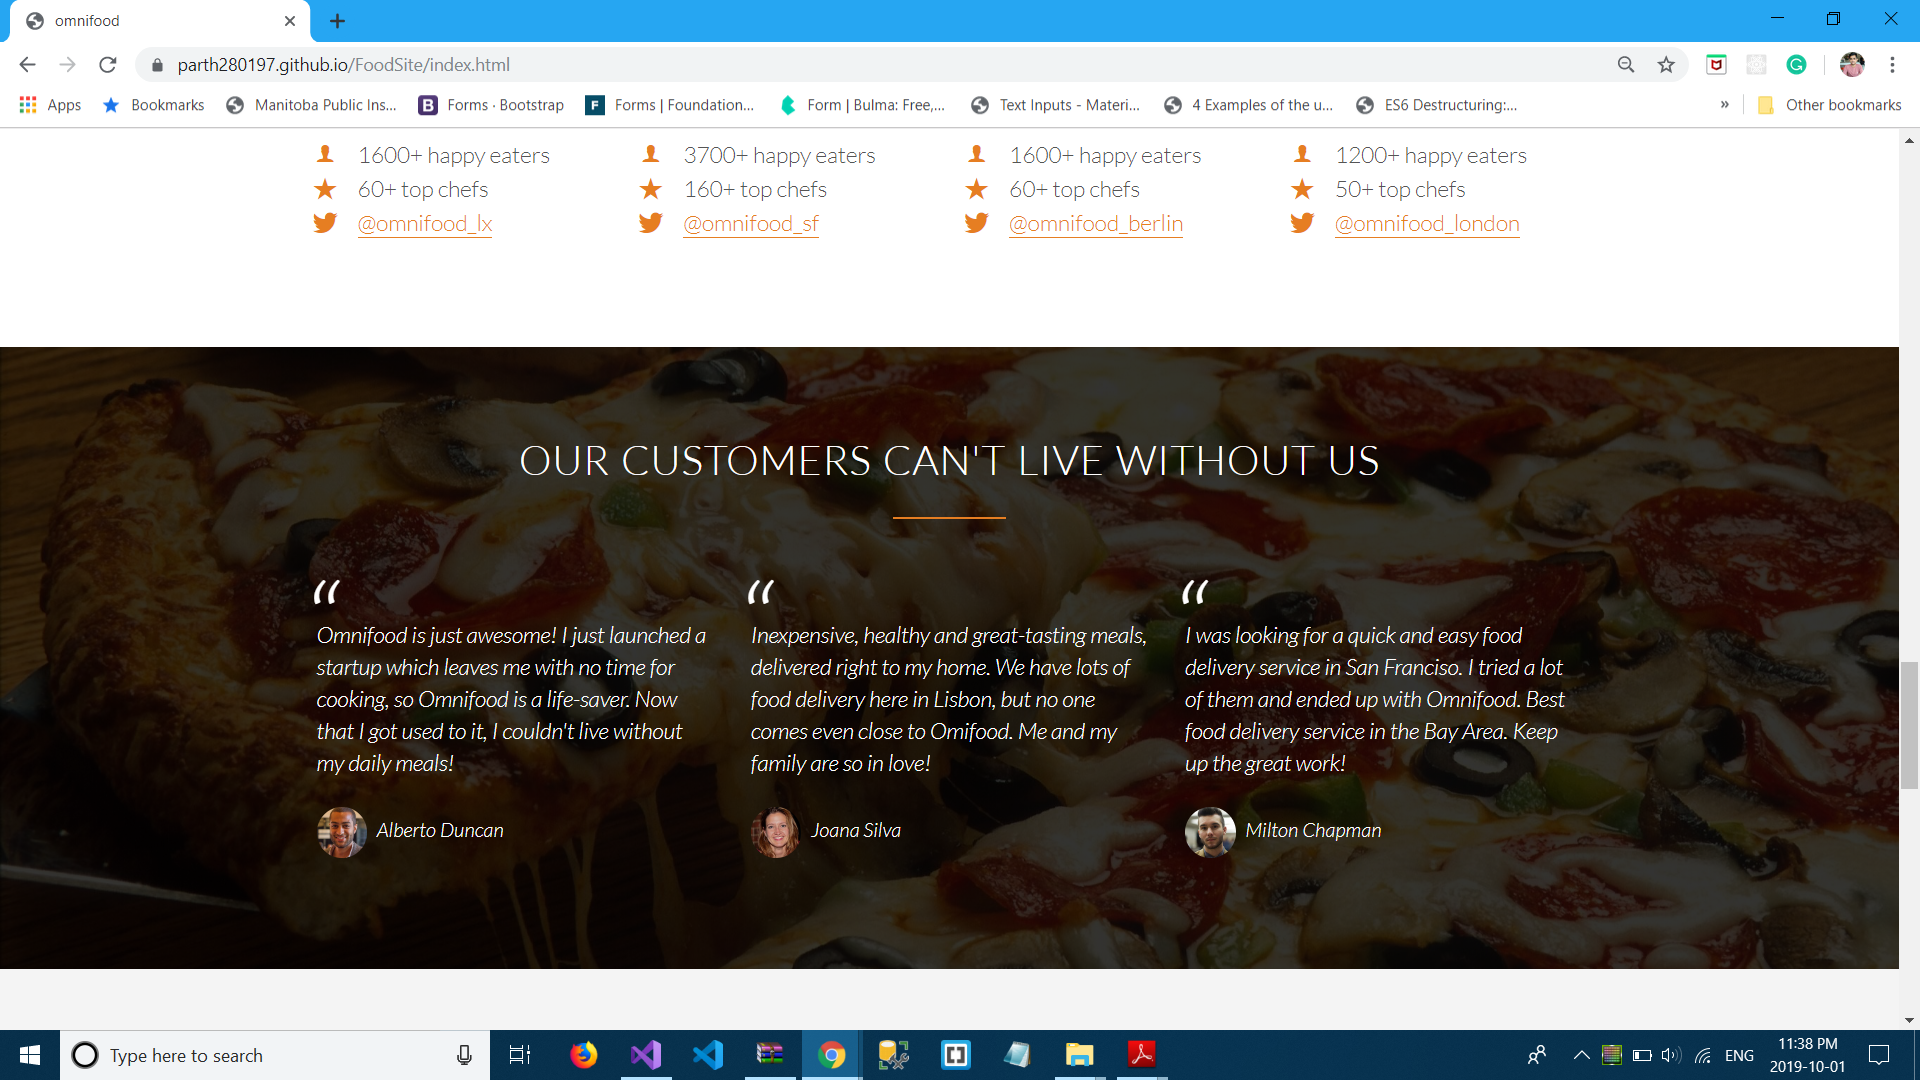 omnifood
parth280197.github.io/FoodSite/index.html
Apps Bookmarks Manitoba Public Ins... Forms · Bootstrap Forms | Foundation... Form | Bulma: Free,... Text Inputs - Materi... 4 Examples of the u... ES6 Destructuring:... » Other bookmarks
1600+ happy eaters 3700+ happy eaters 1600+ happy eaters 1200+ happy eaters
60+ top chefs 160+ top chefs 60+ top chefs 50+ top chefs
@omnifood_lx @omnifood_sf @omnifood_berlin @omnifood_london
OUR CUSTOMERS CAN'T LIVE WITHOUT US
“
Omnifood is just awesome! I just launched a
startup which leaves me with no time for
cooking, so Omnifood is a life-saver. Now
that I got used to it, I couldn't live without
my daily meals!
Alberto Duncan
“
Inexpensive, healthy and great-tasting meals,
delivered right to my home. We have lots of
food delivery here in Lisbon, but no one
comes even close to Omifood. Me and my
family are so in love!
Joana Silva
“
I was looking for a quick and easy food
delivery service in San Franciso. I tried a lot
of them and ended up with Omnifood. Best
food delivery service in the Bay Area. Keep
up the great work!
Milton Chapman
Type here to search
ENG
11:38 PM
2019-10-01